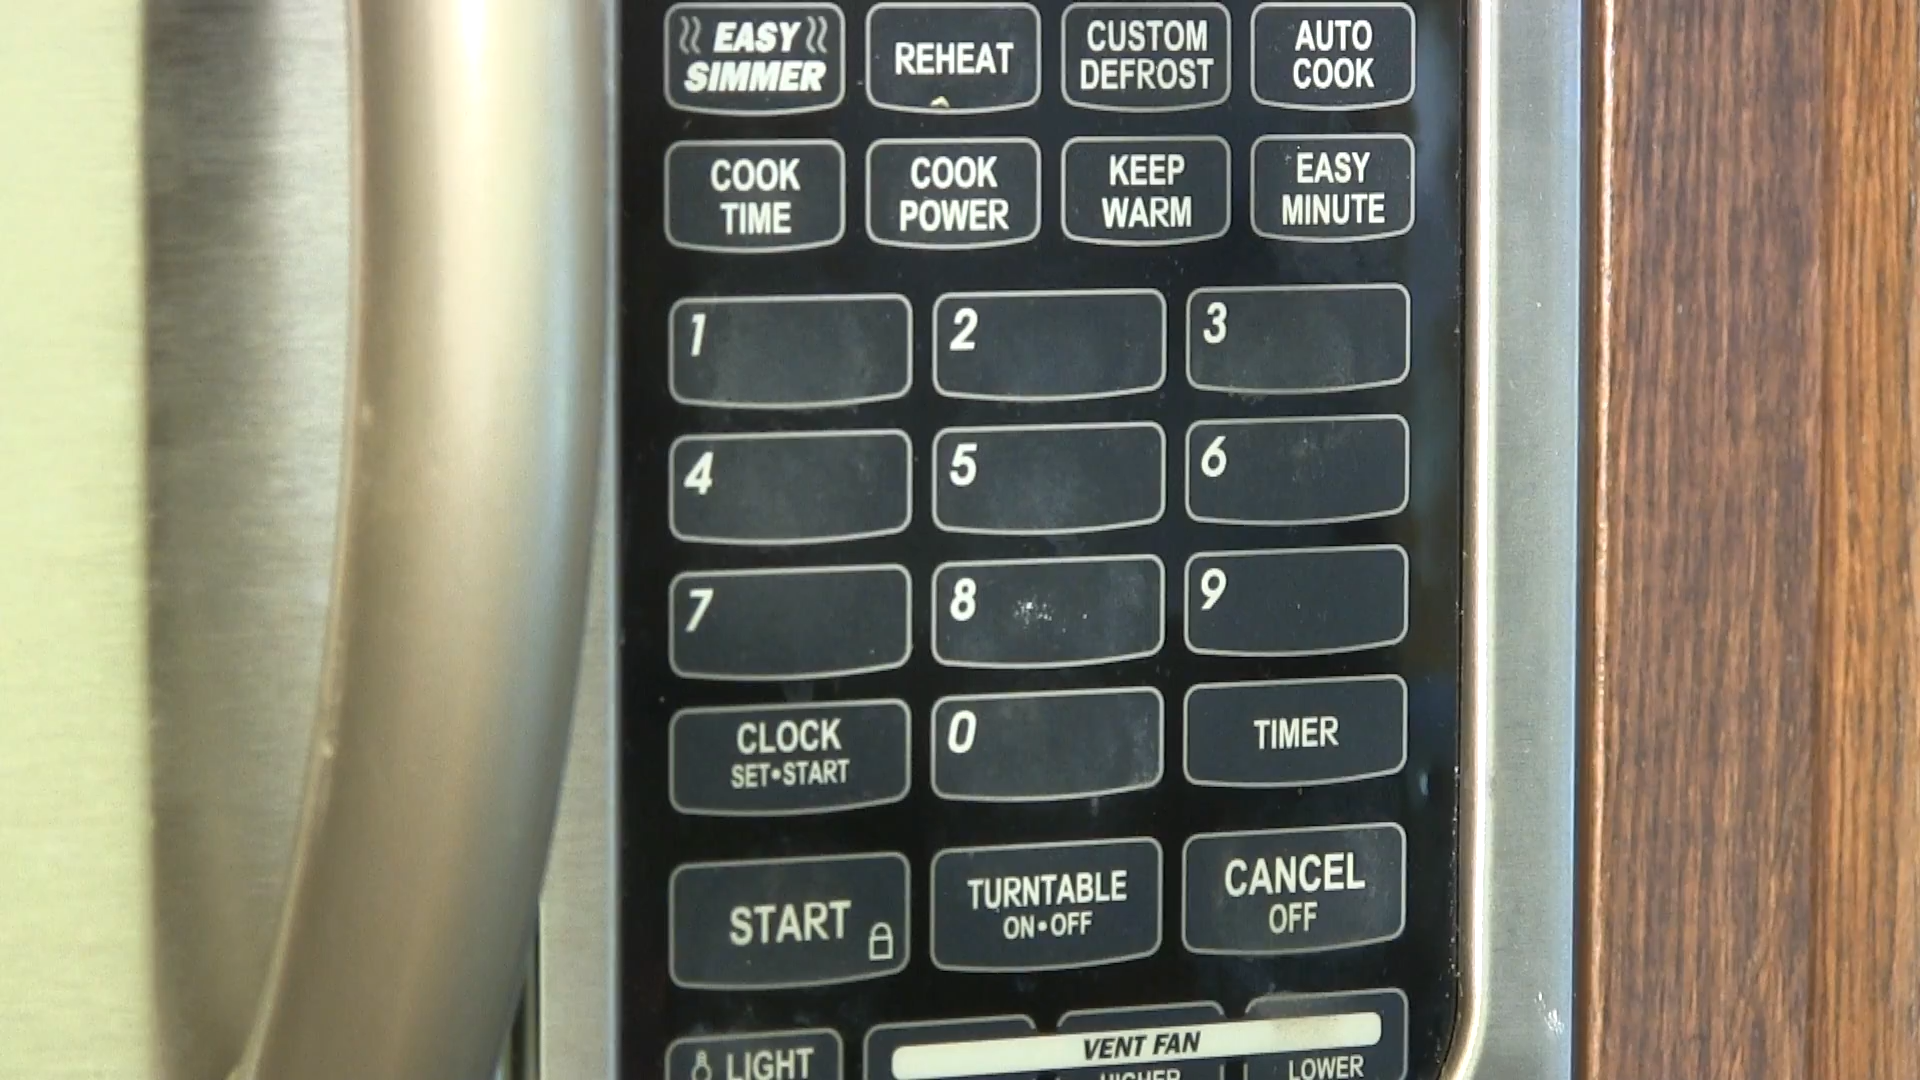 EASY SIMMER
REHEAT
CUSTOM DEFROST
AUTO COOK
COOK TIME
COOK POWER
KEEP WARM
EASY MINUTE
1
2
3
4
5
6
7
8
9
CLOCK
SET•START
0
TIMER
START
TURNTABLE
ON•OFF
CANCEL
OFF
LIGHT
VENT FAN
HIGHER
LOWER